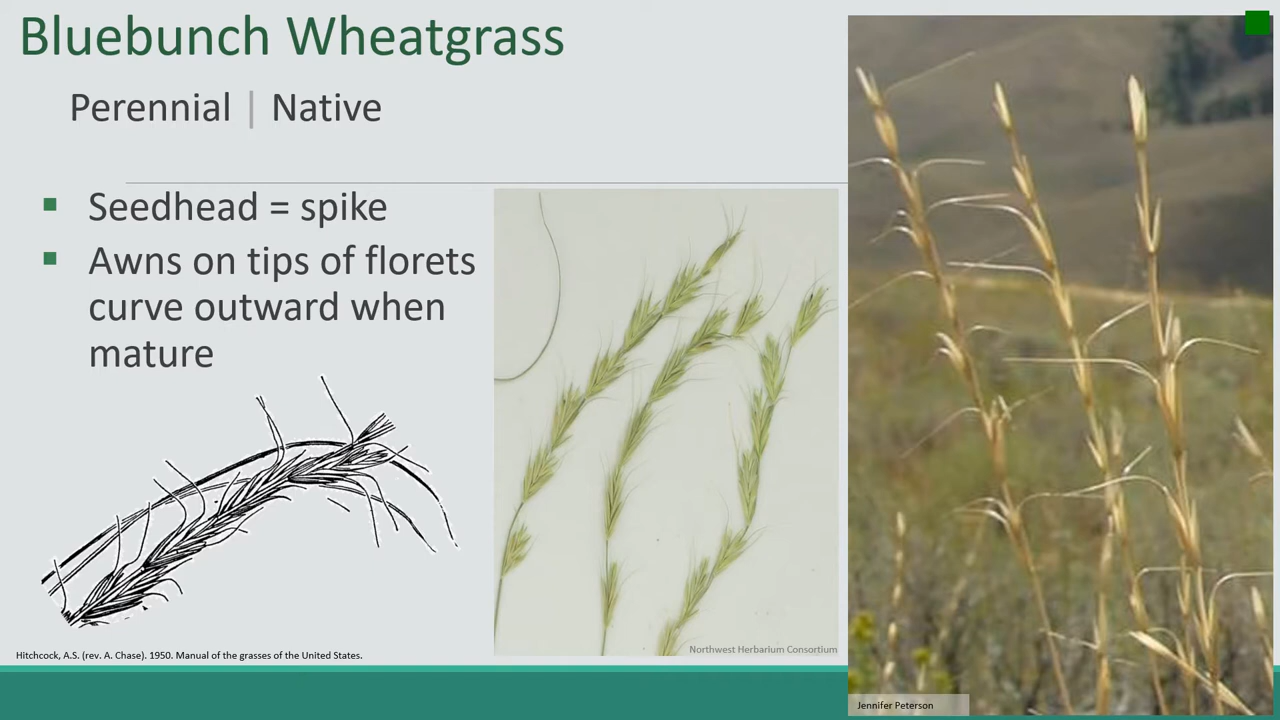 Bluebunch Wheatgrass
Perennial | Native
Seedhead = spike
Awns on tips of florets
curve outward when
mature
Hitchcock, A.S. (rev. A. Chase). 1950. Manual of the grasses of the United States.
Northwest Herbarium Consortium
Jennifer Peterson